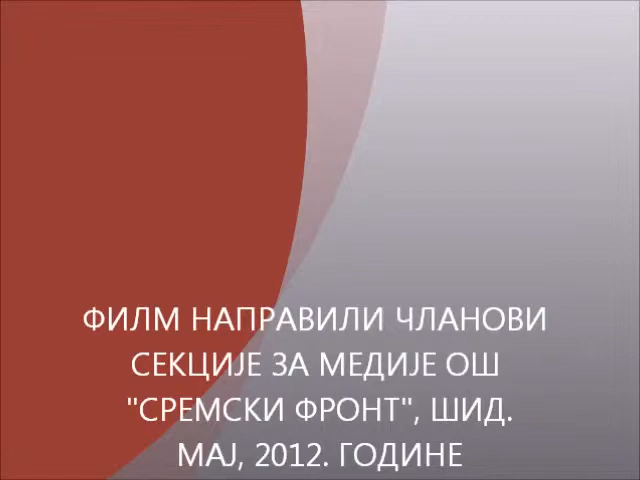 ФИЛМ НАПРАВИЛИ ЧЛАНОВИ
СЕКЦИЈЕ ЗА МЕДИЈЕ ОШ
"СРЕМСКИ ФРОНТ", ШИД.
МАЈ, 2012. ГОДИНЕ